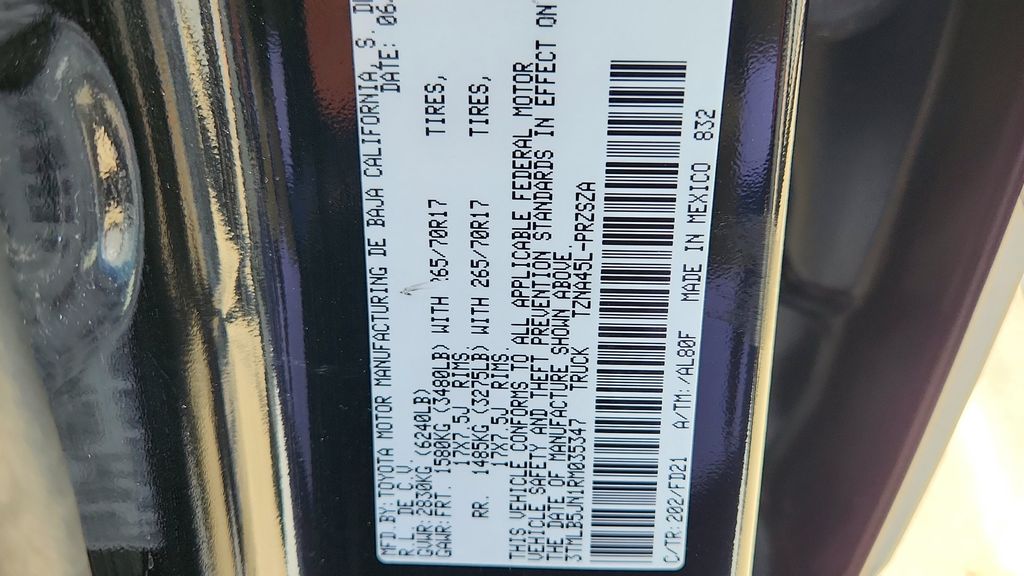 MFD.BY:TOYOTA MOTOR MANUFACTURING DE BAJA CALIFORNIA, S.
R.L. DE C.V. DATE: 06
GVWR:2830KG (6240LB)
GAWR:FRT. 1580KG (3480LB) WITH 265/70R17 TIRES,
17X7.5J RIMS
RR. 1485KG (3275LB) WITH 265/70R17 TIRES,
17X7.5J RIMS
THIS VEHICLE CONFORMS TO ALL APPLICABLE FEDERAL MOTOR
VEHICLE SAFETY AND THEFT PREVENTION STANDARDS IN EFFECT ON
THE DATE OF MANUFACTURE SHOWN ABOVE.
3TMLB5JN1RM035347 TRUCK TZNA45L-PRZSZA
C/TR:202/FD21 A/TM:/AL80F MADE IN MEXICO 832